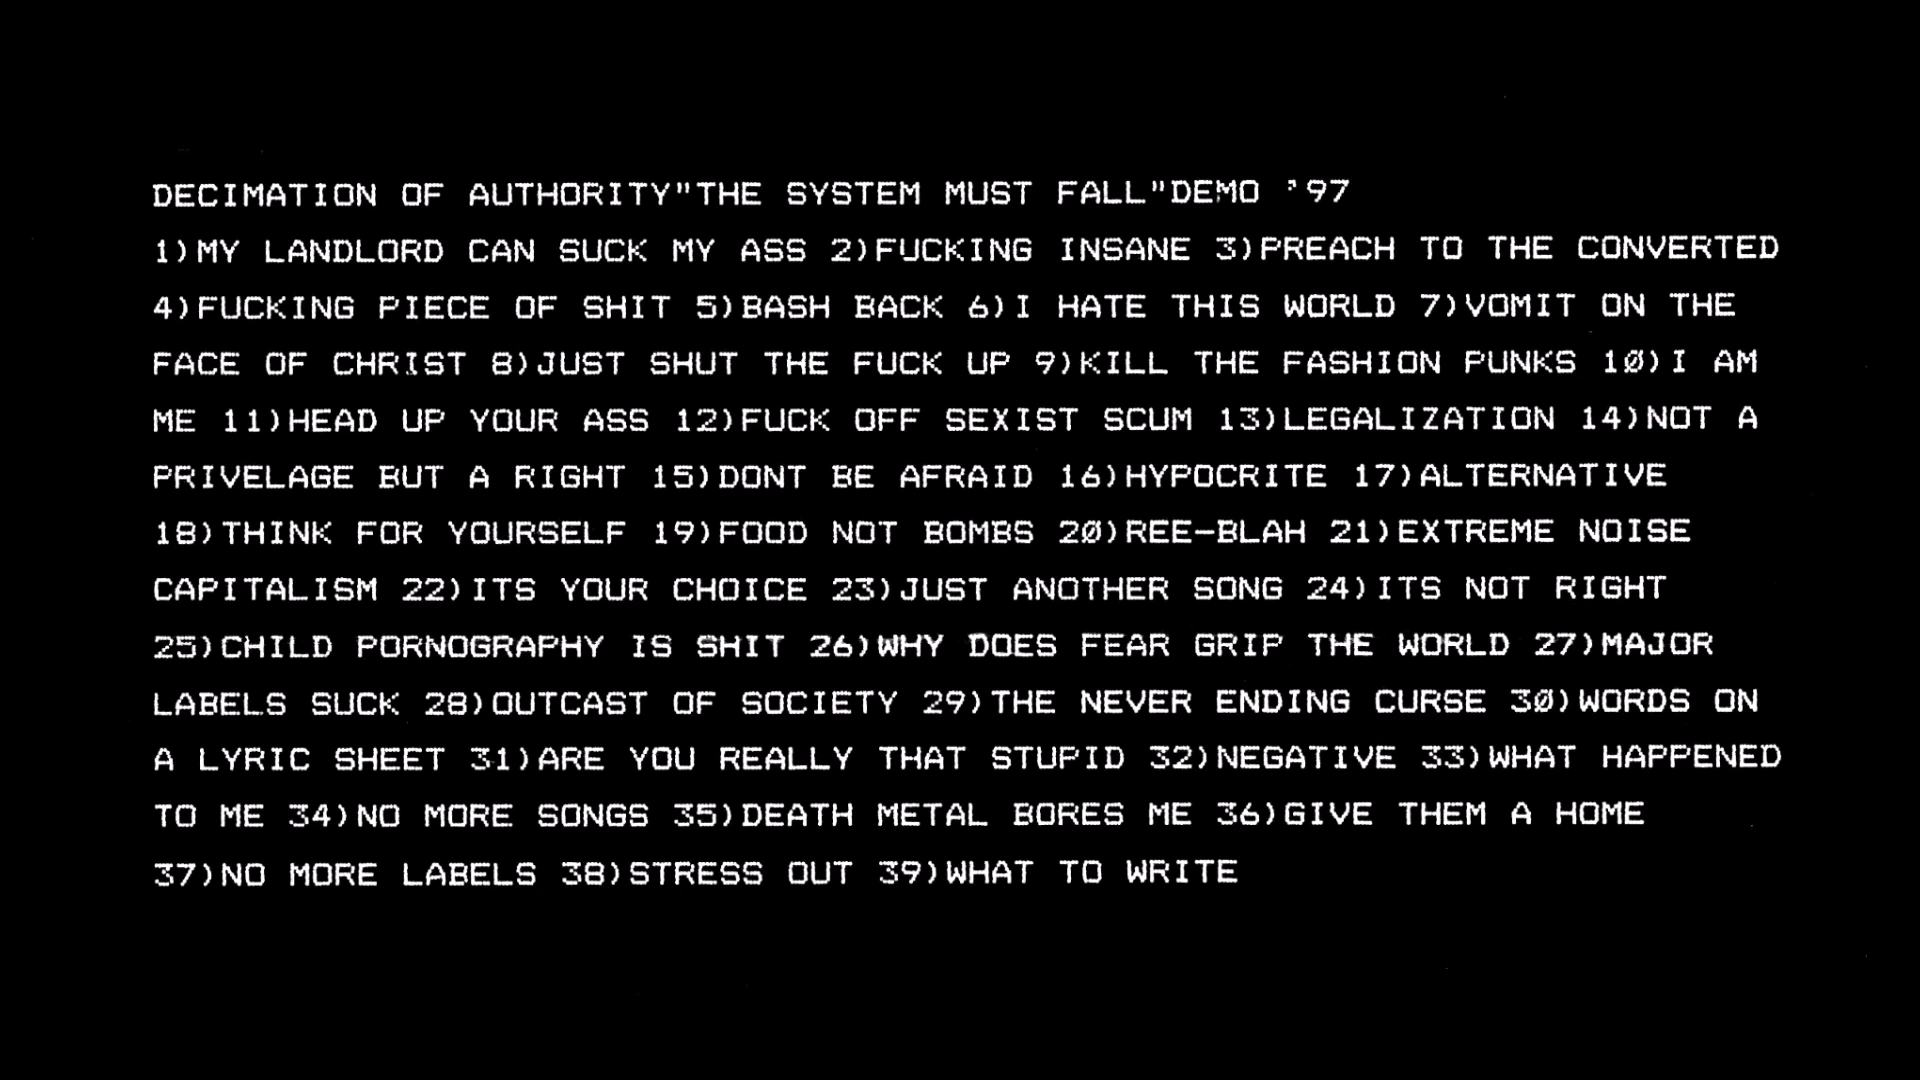 DECIMATION OF AUTHORITY"THE SYSTEM MUST FALL"DEMO '97
1)MY LANDLORD CAN SUCK MY ASS 2)FUCKING INSANE 3)PREACH TO THE CONVERTED
4)FUCKING PIECE OF SHIT 5)BASH BACK 6)I HATE THIS WORLD 7)VOMIT ON THE
FACE OF CHRIST 8)JUST SHUT THE FUCK UP 9)KILL THE FASHION PUNKS 10)I AM
ME 11)HEAD UP YOUR ASS 12)FUCK OFF SEXIST SCUM 13)LEGALIZATION 14)NOT A
PRIVELAGE BUT A RIGHT 15)DONT BE AFRAID 16)HYPOCRITE 17)ALTERNATIVE
18)THINK FOR YOURSELF 19)FOOD NOT BOMBS 20)REE-BLAH 21)EXTREME NOISE
CAPITALISM 22)ITS YOUR CHOICE 23)JUST ANOTHER SONG 24)ITS NOT RIGHT
25)CHILD PORNOGRAPHY IS SHIT 26)WHY DOES FEAR GRIP THE WORLD 27)MAJOR
LABELS SUCK 28)OUTCAST OF SOCIETY 29)THE NEVER ENDING CURSE 30)WORDS ON
A LYRIC SHEET 31)ARE YOU REALLY THAT STUPID 32)NEGATIVE 33)WHAT HAPPENED
TO ME 34)NO MORE SONGS 35)DEATH METAL BORES ME 36)GIVE THEM A HOME
37)NO MORE LABELS 38)STRESS OUT 39)WHAT TO WRITE